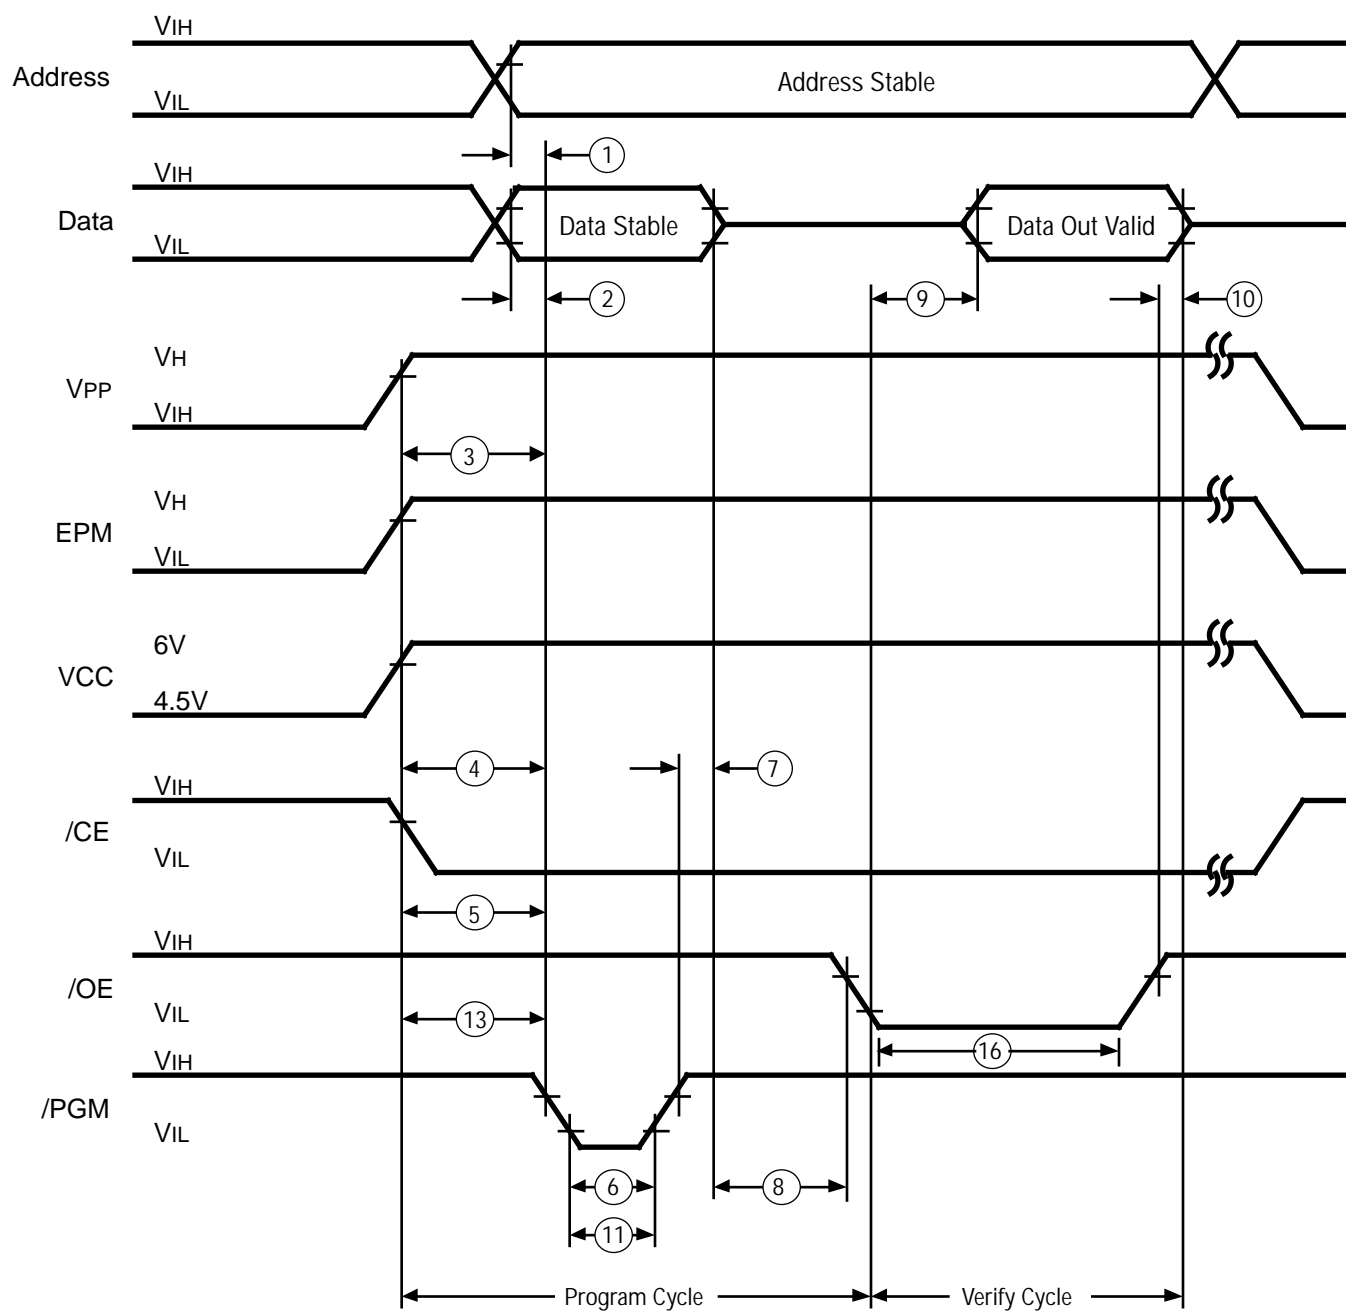 VIH
Address
Address Stable
VIL
1
VIH
Data
Data Stable
Data Out Valid
VIL
2
9
10
VH
VPP
VIH
3
VH
EPM
VIL
6V
VCC
4.5V
4
7
VIH
/CE
VIL
5
VIH
/OE
VIL
13
16
VIH
/PGM
VIL
6
8
11
Program Cycle
Verify Cycle